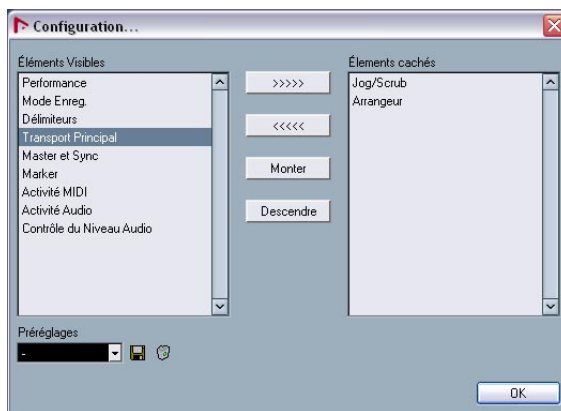 Configuration...
Éléments Visibles
Performance
Mode Enreg.
Délimiteurs
Transport Principal
Master et Sync
Marker
Activité MIDI
Activité Audio
Contrôle du Niveau Audio
>>>>>
<<<<<
Monter
Descendre
Élements cachés
Jog/Scrub
Arrangeur
Préréglages
-
OK